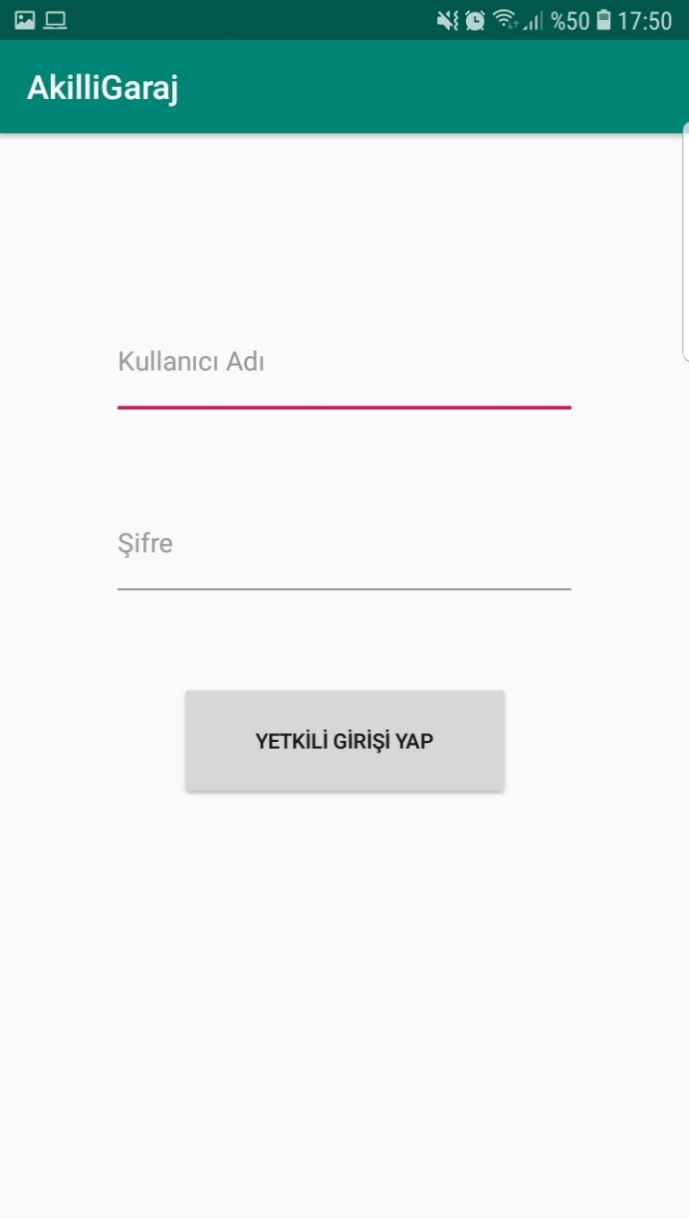 %50 17:50
AkilliGaraj
Kullanıcı Adı
Şifre
YETKİLİ GİRİŞİ YAP